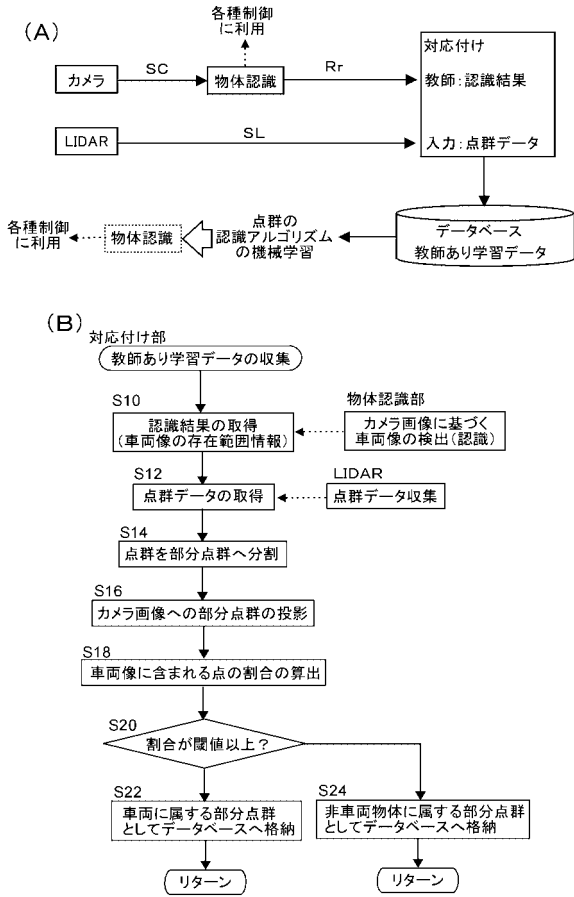 (A)
各種制御
に利用
カメラ
SC
物体認識
Rr
対応付け
教師:認識結果
LIDAR
SL
入力:点群データ
各種制御
に利用
物体認識
点群の
認識アルゴリズム
の機械学習
データベース
教師あり学習データ
(B)
対応付け部
教師あり学習データの収集
S10
認識結果の取得
(車両像の存在範囲情報)
物体認識部
カメラ画像に基づく
車両像の検出(認識)
S12
点群データの取得
LIDAR
点群データ収集
S14
点群を部分点群へ分割
S16
カメラ画像への部分点群の投影
S18
車両像に含まれる点の割合の算出
S20
割合が閾値以上?
S22
車両に属する部分点群
としてデータベースへ格納
S24
非車両物体に属する部分点群
としてデータベースへ格納
リターン
リターン